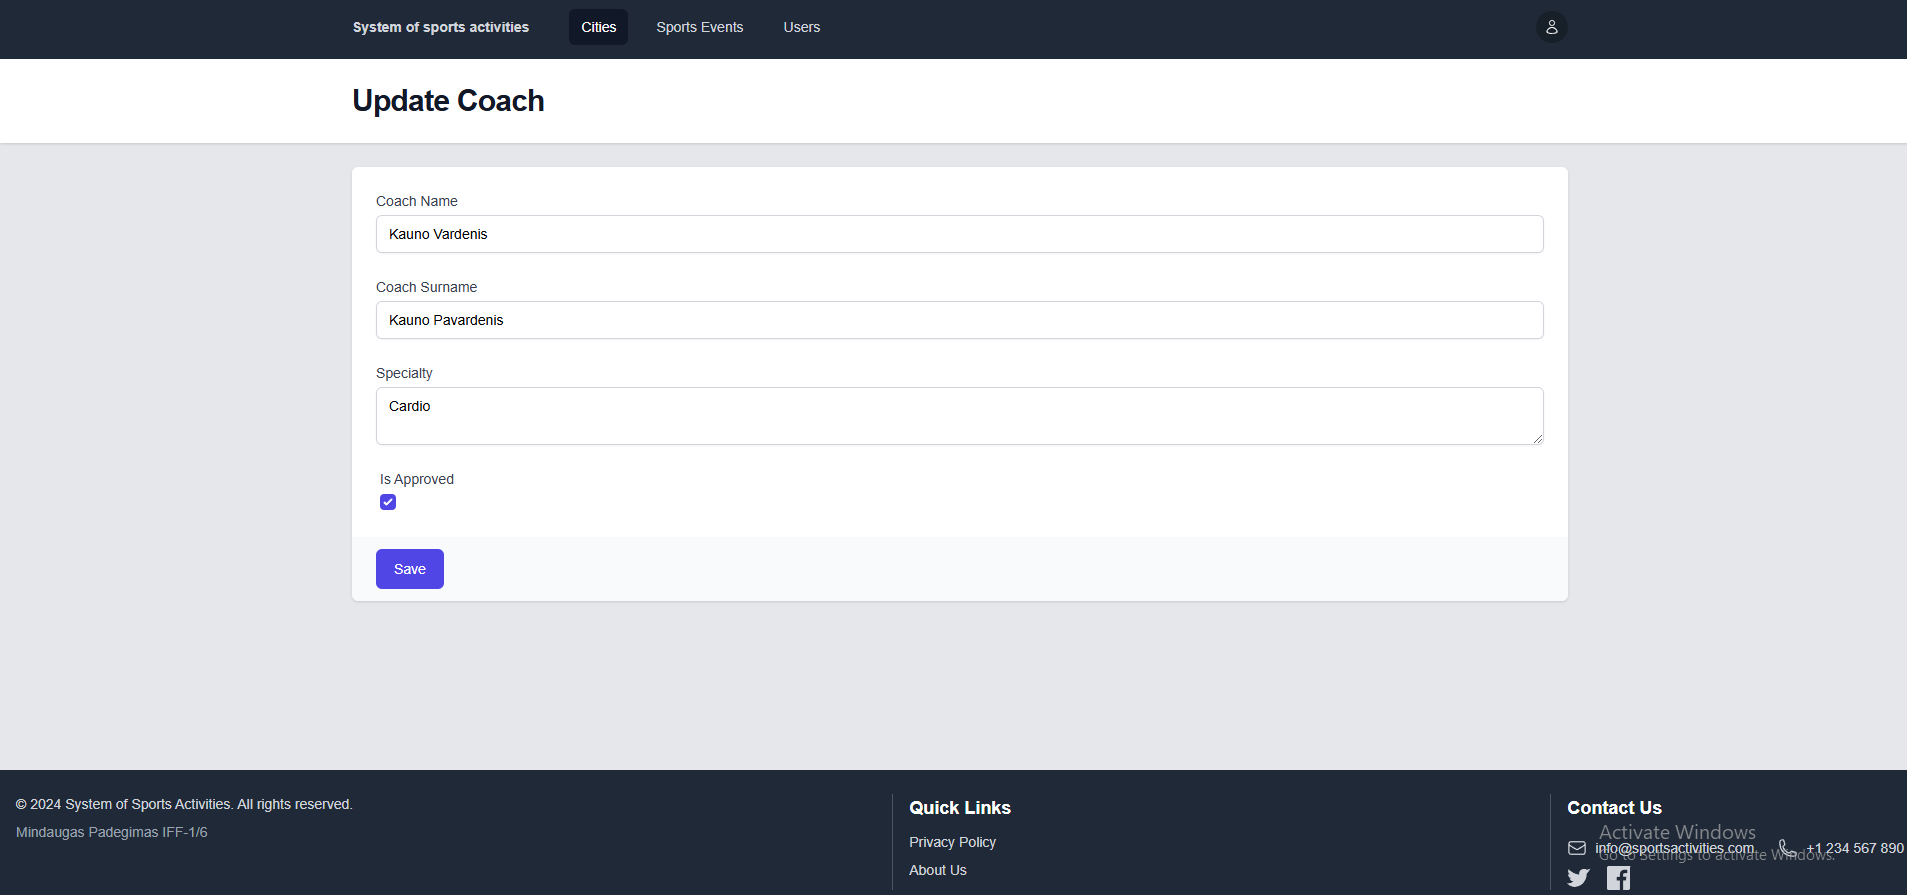 System of sports activities
Cities
Sports Events
Users
Update Coach
Coach Name
Kauno Vardenis
Coach Surname
Kauno Pavardenis
Specialty
Cardio
Is Approved
Save
© 2024 System of Sports Activities. All rights reserved.
Mindaugas Padegimas IFF-1/6
Quick Links
Privacy Policy
About Us
Contact Us
info@sportsactivities.com
+1 234 567 890
Activate Windows
Go to Settings to activate Windows.